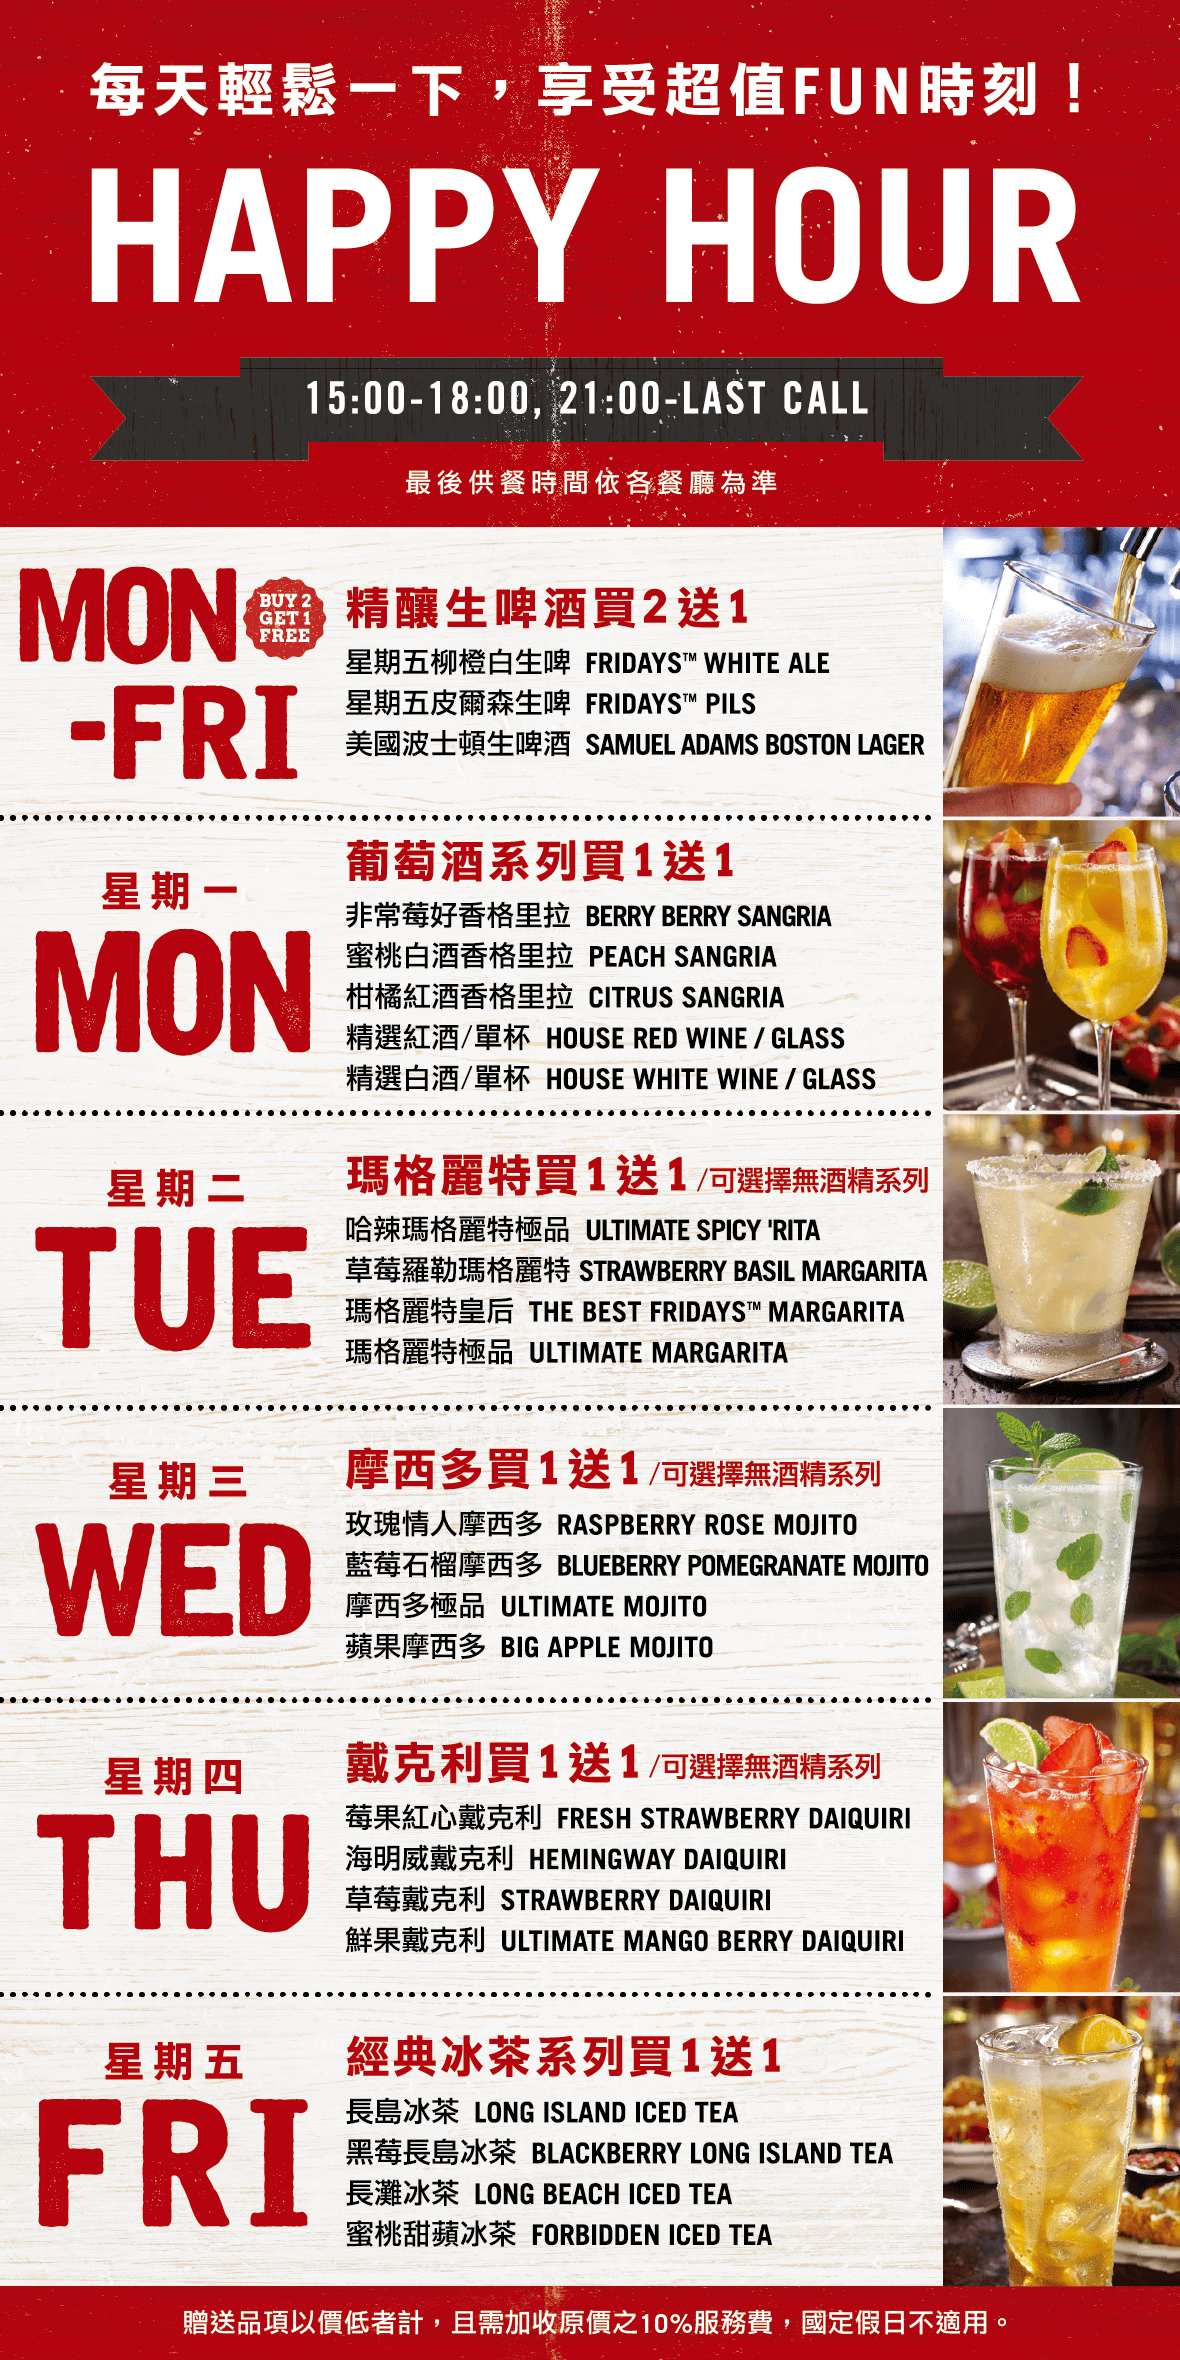 每天輕鬆一下，享受超值FUN時刻！
HAPPY HOUR
15:00-18:00, 21:00-LAST CALL
最後供餐時間依各餐廳為準
MON
-FRI
BUY 2
GET 1
FREE
精釀生啤酒買2送1
星期五柳橙白生啤 FRIDAYS™ WHITE ALE
星期五皮爾森生啤 FRIDAYS™ PILS
美國波士頓生啤酒 SAMUEL ADAMS BOSTON LAGER
星期一
MON
葡萄酒系列買1送1
非常莓好香格里拉 BERRY BERRY SANGRIA
蜜桃白酒香格里拉 PEACH SANGRIA
柑橘紅酒香格里拉 CITRUS SANGRIA
精選紅酒/單杯 HOUSE RED WINE / GLASS
精選白酒/單杯 HOUSE WHITE WINE / GLASS
星期二
TUE
瑪格麗特買1送1/可選擇無酒精系列
哈辣瑪格麗特極品 ULTIMATE SPICY 'RITA
草莓羅勒瑪格麗特 STRAWBERRY BASIL MARGARITA
瑪格麗特皇后 THE BEST FRIDAYS™ MARGARITA
瑪格麗特極品 ULTIMATE MARGARITA
星期三
WED
摩西多買1送1/可選擇無酒精系列
玫瑰情人摩西多 RASPBERRY ROSE MOJITO
藍莓石榴摩西多 BLUEBERRY POMEGRANATE MOJITO
摩西多極品 ULTIMATE MOJITO
蘋果摩西多 BIG APPLE MOJITO
星期四
THU
戴克利買1送1/可選擇無酒精系列
莓果紅心戴克利 FRESH STRAWBERRY DAIQUIRI
海明威戴克利 HEMINGWAY DAIQUIRI
草莓戴克利 STRAWBERRY DAIQUIRI
鮮果戴克利 ULTIMATE MANGO BERRY DAIQUIRI
星期五
FRI
經典冰茶系列買1送1
長島冰茶 LONG ISLAND ICED TEA
黑莓長島冰茶 BLACKBERRY LONG ISLAND TEA
長灘冰茶 LONG BEACH ICED TEA
蜜桃甜蘋冰茶 FORBIDDEN ICED TEA
贈送品項以價低者計，且需加收原價之10%服務費，國定假日不適用。